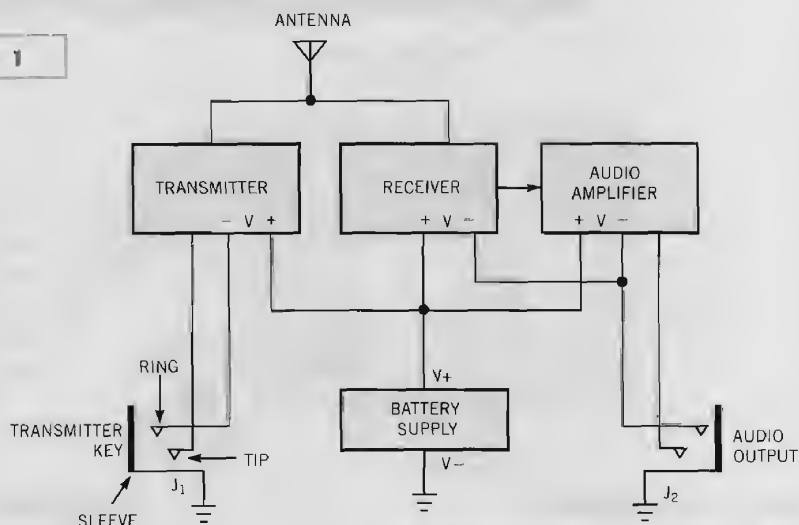 1
ANTENNA
TRANSMITTER
− V +
RECEIVER
+ V −
AUDIO
AMPLIFIER
+ V −
RING
TRANSMITTER
KEY
TIP
J1
SLEEVE
V+
BATTERY
SUPPLY
V−
AUDIO
OUTPUT
J2